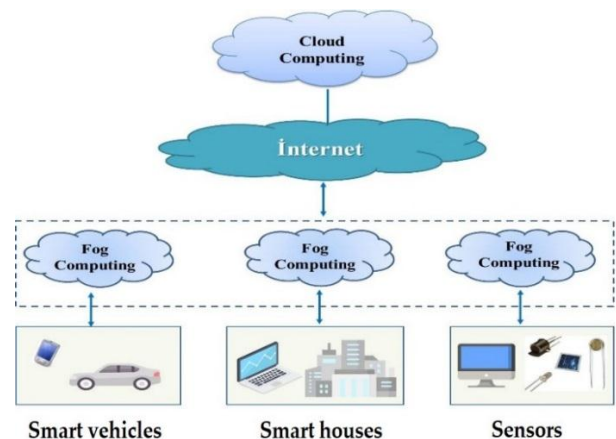 Cloud
Computing
İnternet
Fog
Computing
Fog
Computing
Fog
Computing
Smart vehicles
Smart houses
Sensors